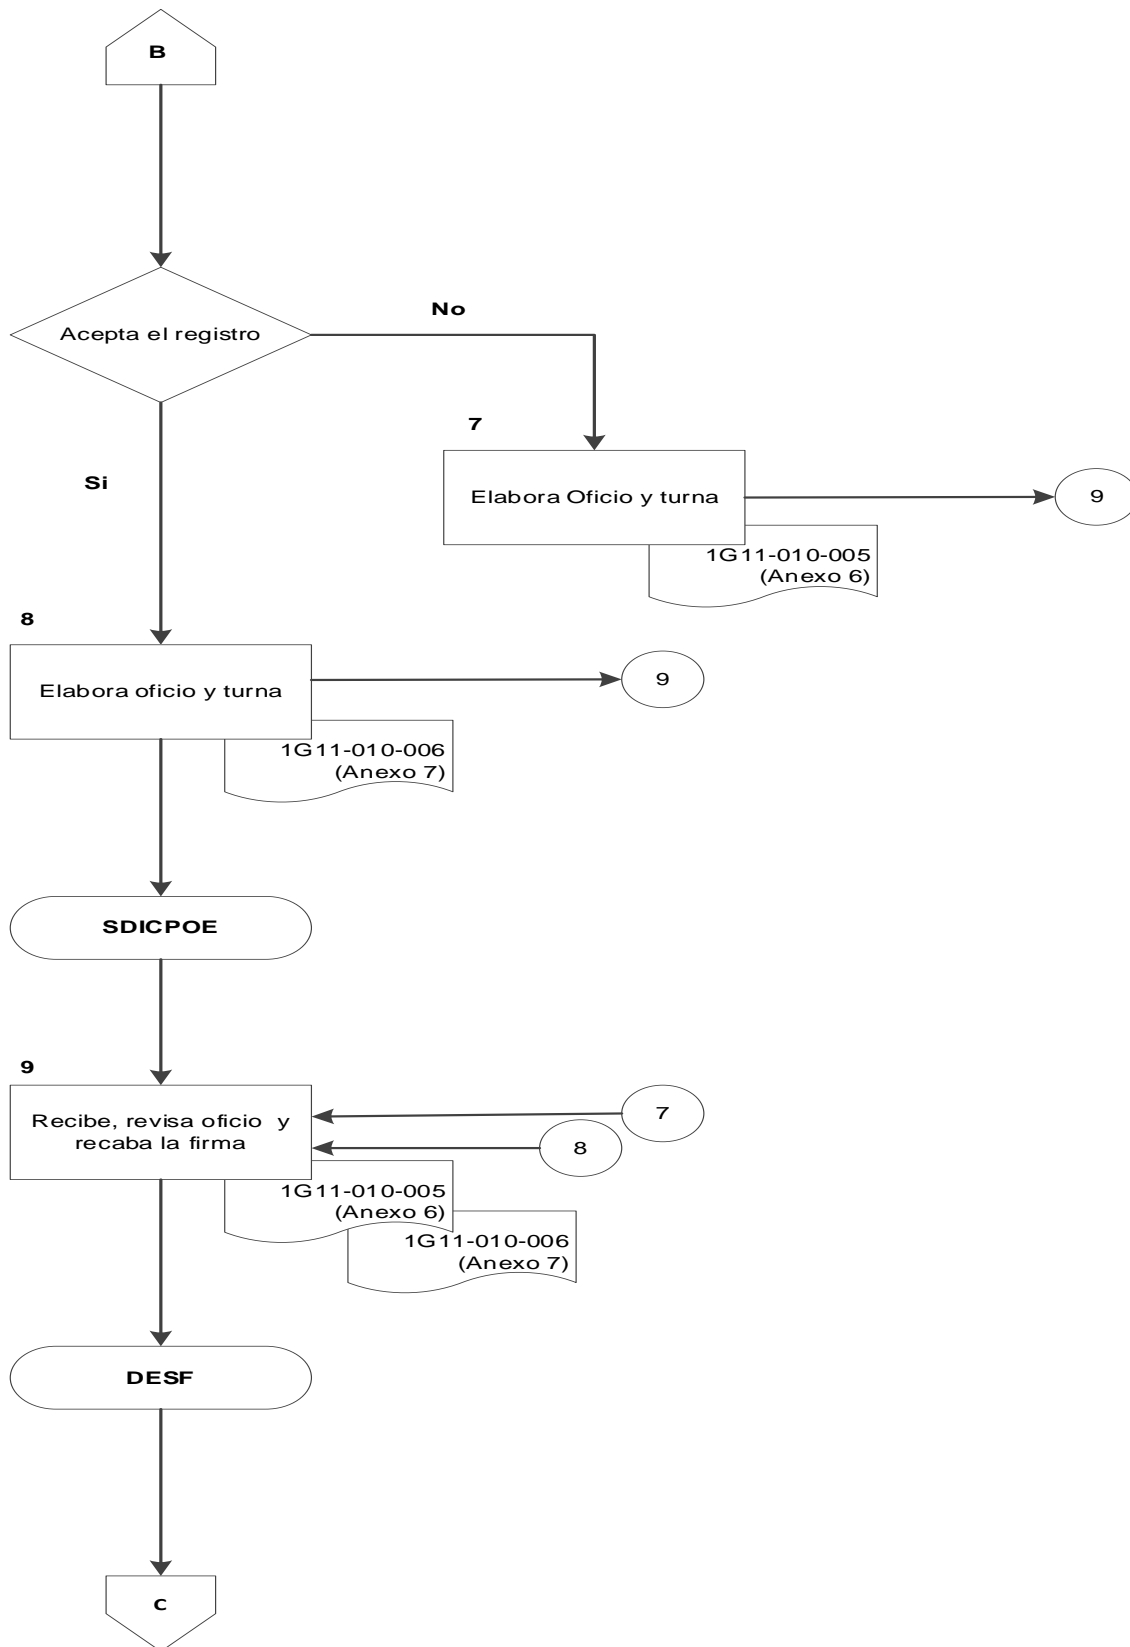 B
Acepta el registro
No
Si
7
Elabora Oficio y turna
9
1G11-010-005
(Anexo 6)
8
Elabora oficio y turna
9
1G11-010-006
(Anexo 7)
SDICPOE
9
Recibe, revisa oficio y
recaba la firma
7
8
1G11-010-005
(Anexo 6)
1G11-010-006
(Anexo 7)
DESF
C